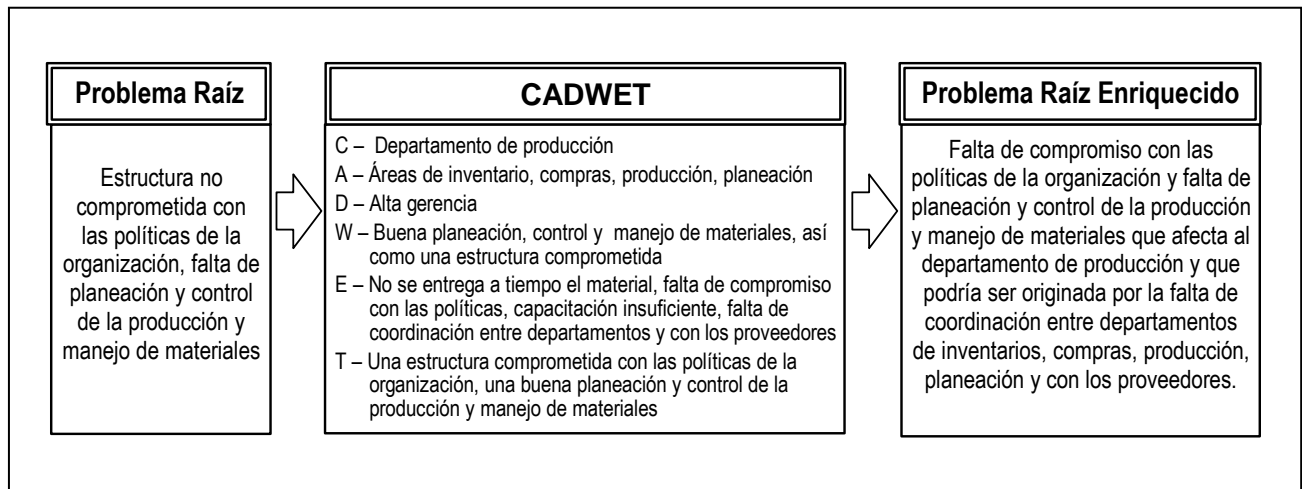 Problema Raíz
Estructura no
comprometida con
las políticas de la
organización, falta de
planeación y control
de la producción y
manejo de materiales
CADWET
C – Departamento de producción
A – Áreas de inventario, compras, producción, planeación
D – Alta gerencia
W – Buena planeación, control y manejo de materiales, así
como una estructura comprometida
E – No se entrega a tiempo el material, falta de compromiso
con las políticas, capacitación insuficiente, falta de
coordinación entre departamentos y con los proveedores
T – Una estructura comprometida con las políticas de la
organización, una buena planeación y control de la
producción y manejo de materiales
Problema Raíz Enriquecido
Falta de compromiso con las
políticas de la organización y falta de
planeación y control de la producción
y manejo de materiales que afecta al
departamento de producción y que
podría ser originada por la falta de
coordinación entre departamentos
de inventarios, compras, producción,
planeación y con los proveedores.